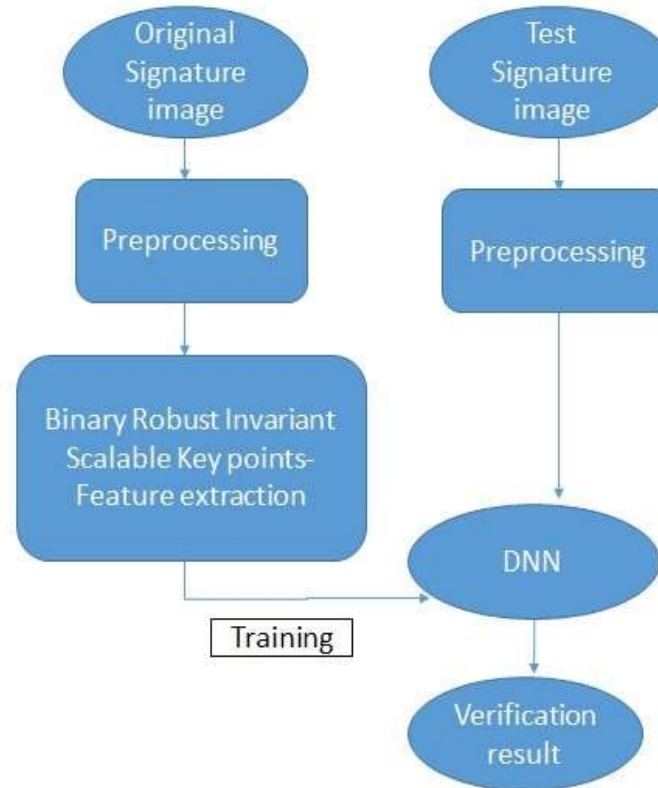 Original
Signature
image
Test
Signature
image
Preprocessing
Preprocessing
Binary Robust Invariant
Scalable Key points-
Feature extraction
DNN
Training
Verification
result